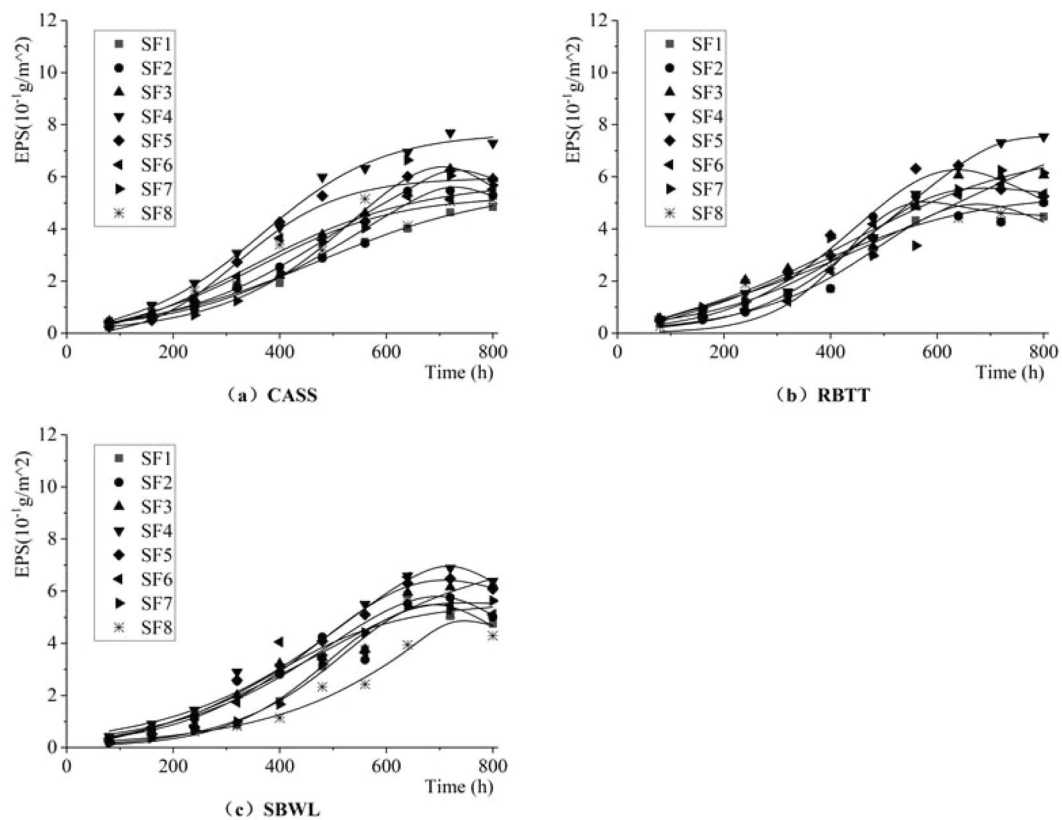 EPS(10^-1g/m^2)
12
10
8
6
4
2
0
SF1
SF2
SF3
SF4
SF5
SF6
SF7
SF8
0 200 400 600 800
Time (h)
（a）CASS
EPS(10^-1g/m^2)
12
10
8
6
4
2
0
SF1
SF2
SF3
SF4
SF5
SF6
SF7
SF8
0 200 400 600 800
Time (h)
（b）RBTT
EPS(10^-1g/m^2)
12
10
8
6
4
2
0
SF1
SF2
SF3
SF4
SF5
SF6
SF7
SF8
0 200 400 600 800
Time (h)
（c）SBWL